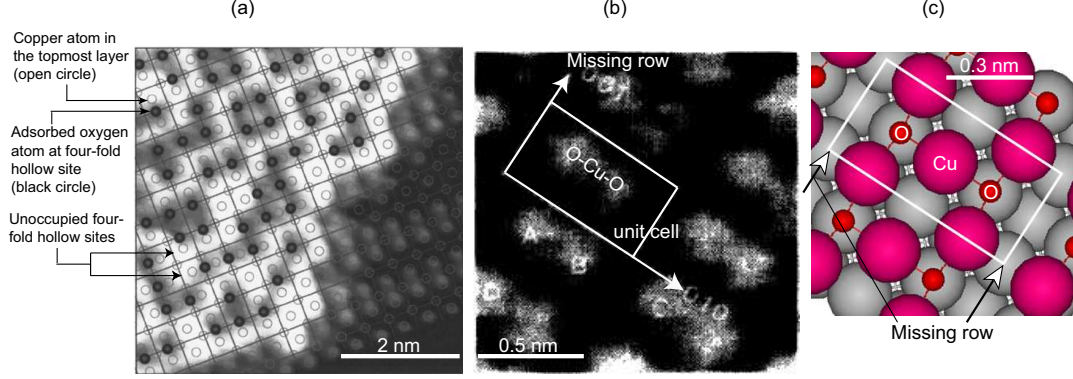 (a)
(b)
(c)
Copper atom in
the topmost layer
(open circle)
Adsorbed oxygen
atom at four-fold
hollow site
(black circle)
Unoccupied four-
fold hollow sites
2 nm
Missing row
O-Cu-O
unit cell
A
B
C
0.5 nm
0.3 nm
O
Cu
O
Missing row